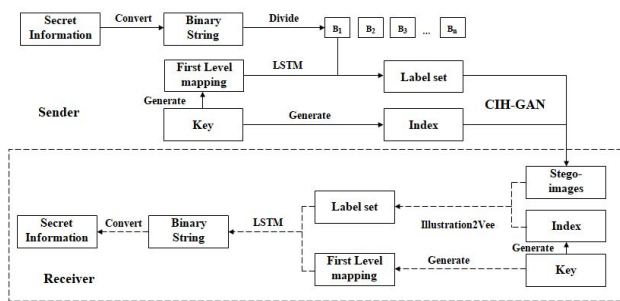 Secret
Information
Convert
Binary
String
Divide
B1
B2
B3
...
Bn
First Level
mapping
LSTM
Label set
Sender
Generate
CIH-GAN
Key
Generate
Index
Stego-
images
Label set
Illustration2Vee
Index
Secret
Information
Convert
Binary
String
LSTM
Generate
First Level
mapping
Generate
Key
Receiver